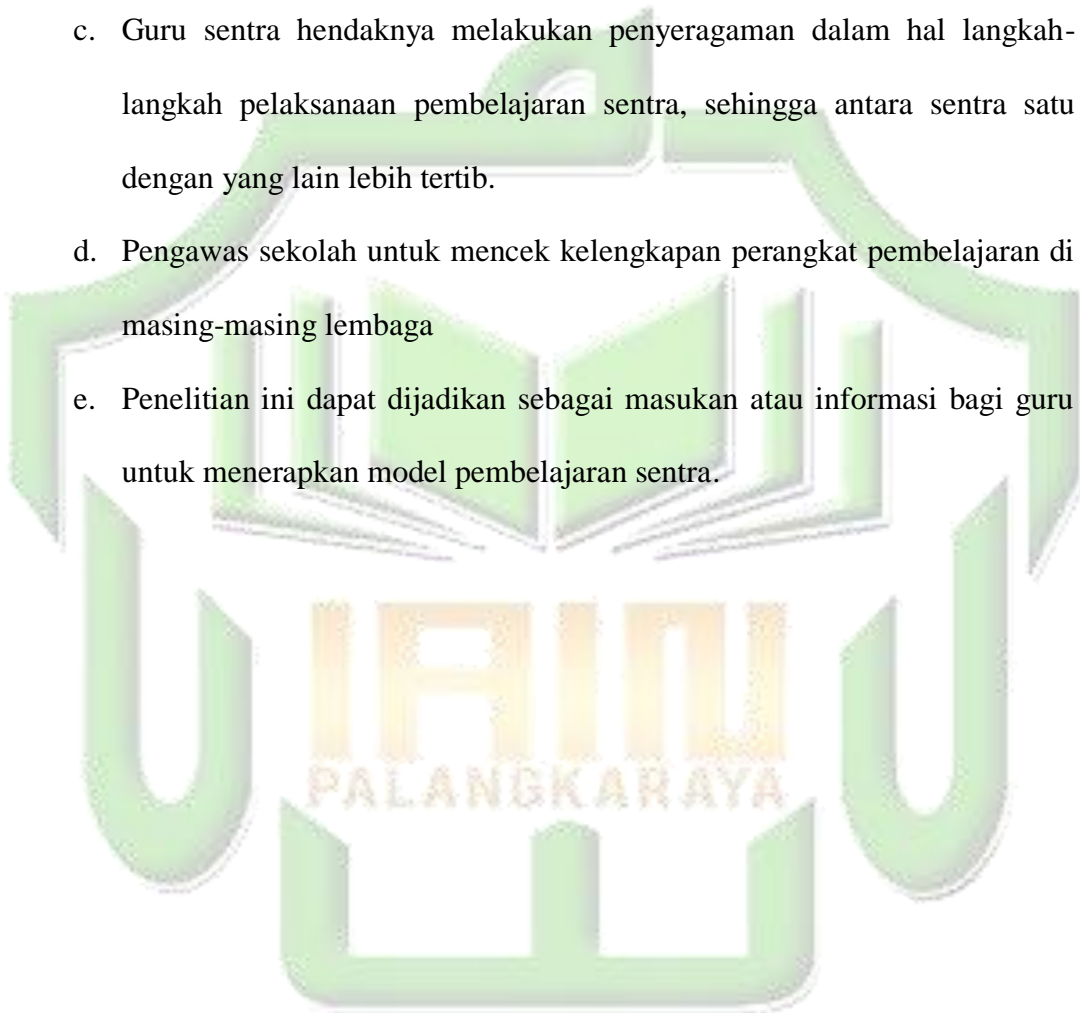 c. Guru sentra hendaknya melakukan penyeragaman dalam hal langkah-
langkah pelaksanaan pembelajaran sentra, sehingga antara sentra satu
dengan yang lain lebih tertib.
d. Pengawas sekolah untuk mencek kelengkapan perangkat pembelajaran di
masing-masing lembaga
e. Penelitian ini dapat dijadikan sebagai masukan atau informasi bagi guru
untuk menerapkan model pembelajaran sentra.
IAIN
PALANGKARAYA